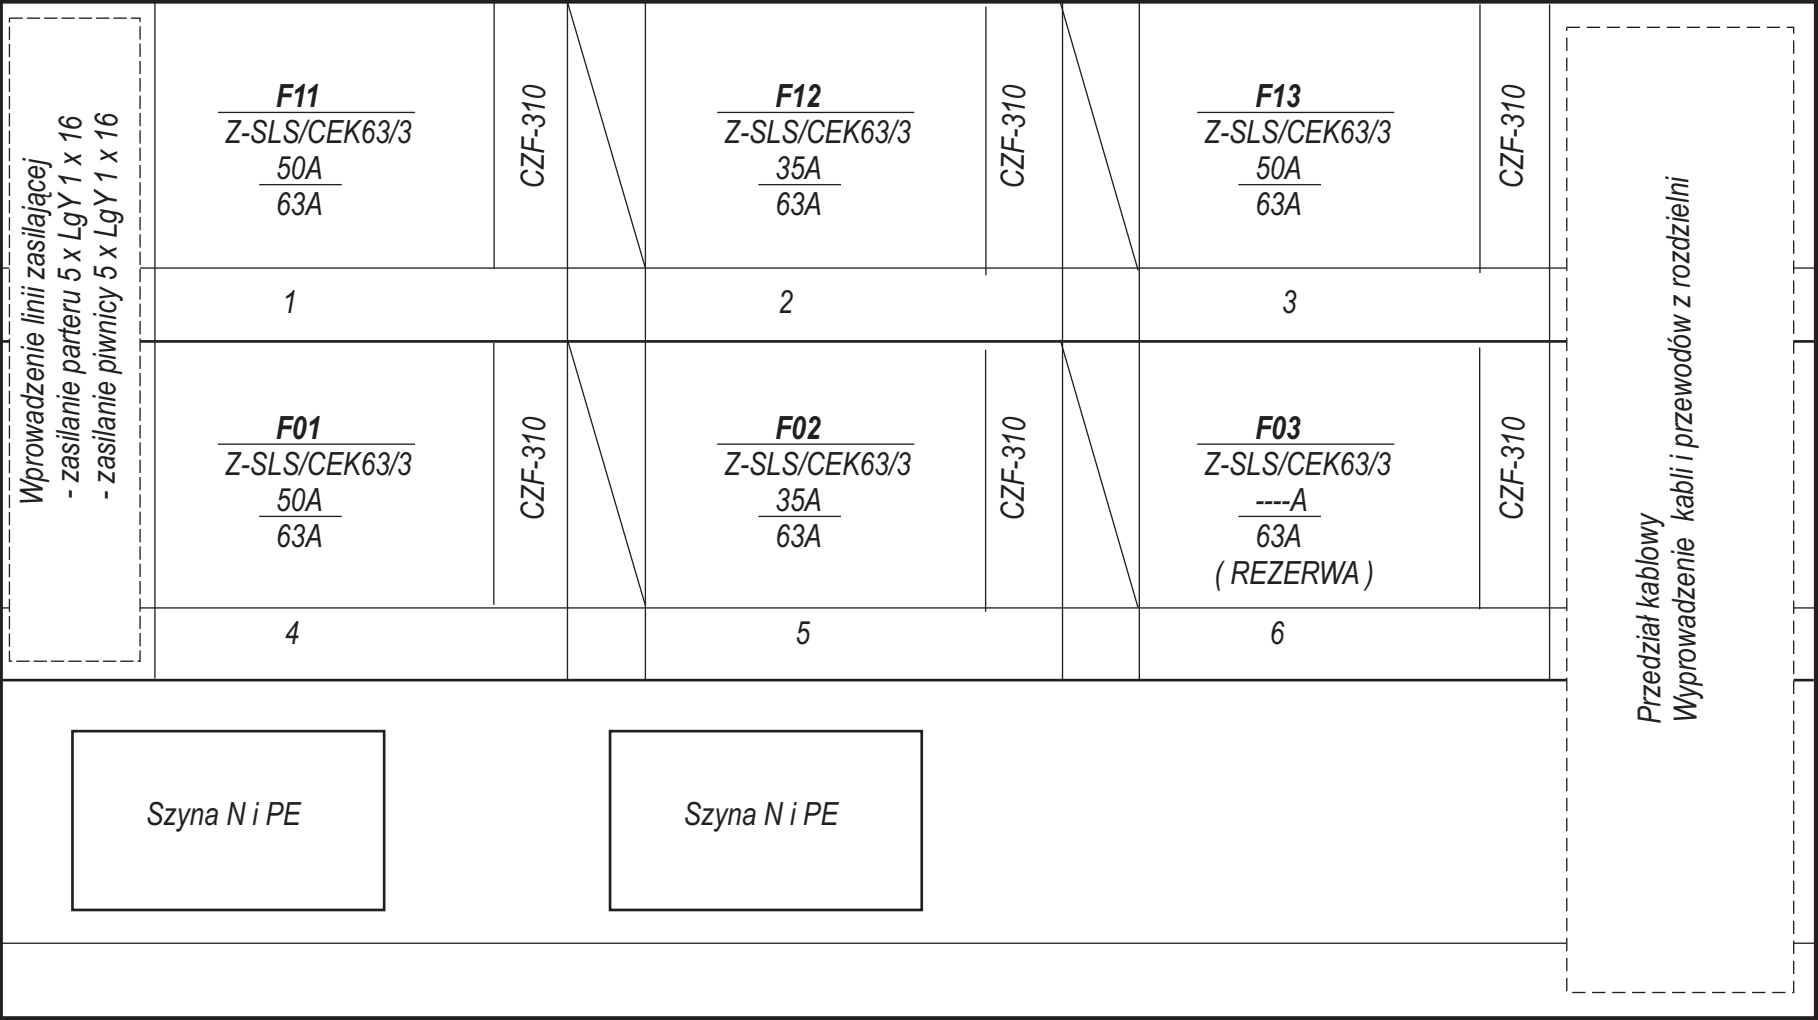 Wprowadzenie linii zasilającej
- zasilanie parteru 5 x LgY 1 x 16
- zasilanie piwnicy 5 x LgY 1 x 16
F11
Z-SLS/CEK63/3
50A
63A
CZF-310
F12
Z-SLS/CEK63/3
35A
63A
CZF-310
F13
Z-SLS/CEK63/3
50A
63A
CZF-310
1
2
3
F01
Z-SLS/CEK63/3
50A
63A
CZF-310
F02
Z-SLS/CEK63/3
35A
63A
CZF-310
F03
Z-SLS/CEK63/3
----A
63A
( REZERWA )
CZF-310
4
5
6
Szyna N i PE
Szyna N i PE
Przedział kablowy
Wyprowadzenie kabli i przewodów z rozdzielni